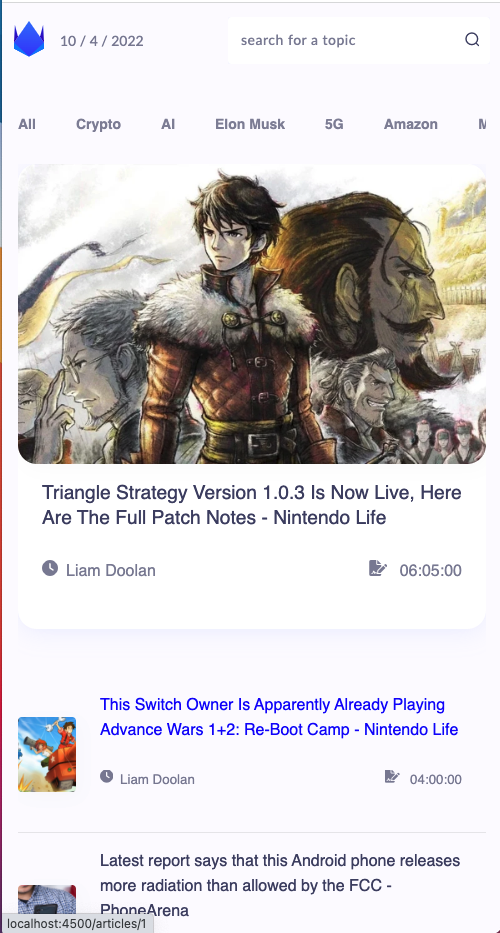 10 / 4 / 2022
search for a topic
All Crypto AI Elon Musk 5G Amazon M
Triangle Strategy Version 1.0.3 Is Now Live, Here
Are The Full Patch Notes - Nintendo Life
Liam Doolan 06:05:00
This Switch Owner Is Apparently Already Playing
Advance Wars 1+2: Re-Boot Camp - Nintendo Life
Liam Doolan 04:00:00
Latest report says that this Android phone releases
more radiation than allowed by the FCC -
PhoneArena
localhost:4500/articles/1